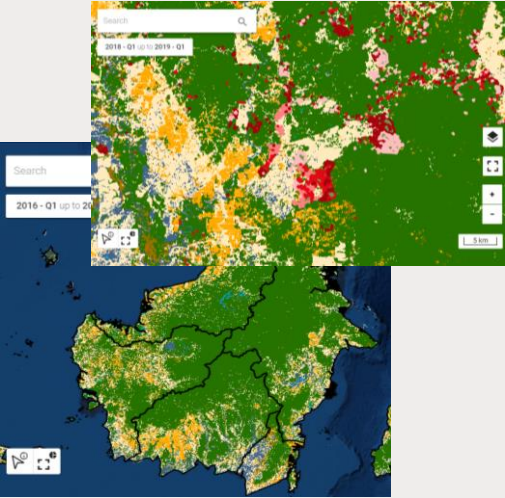 Search
2018 - Q1 up to 2019 - Q1
+
-
5 km
Search
2016 - Q1 up to 20